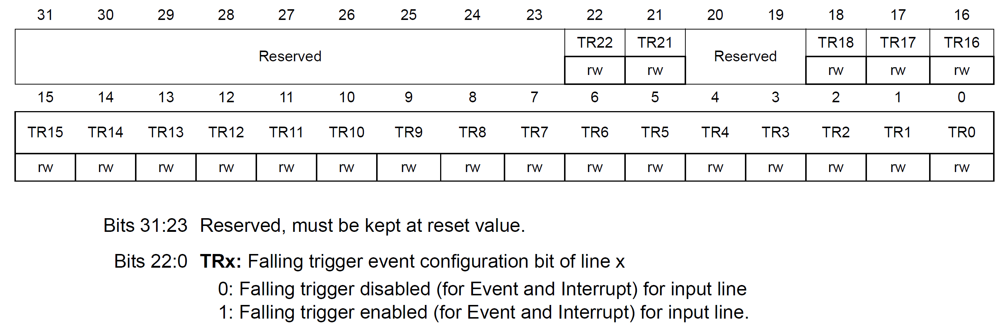 31 30 29 28 27 26 25 24 23 22 21 20 19 18 17 16
Reserved TR22 TR21 Reserved TR18 TR17 TR16
rw rw rw rw rw
15 14 13 12 11 10 9 8 7 6 5 4 3 2 1 0
TR15 TR14 TR13 TR12 TR11 TR10 TR9 TR8 TR7 TR6 TR5 TR4 TR3 TR2 TR1 TR0
rw rw rw rw rw rw rw rw rw rw rw rw rw rw rw rw
Bits 31:23 Reserved, must be kept at reset value.
Bits 22:0 TRx: Falling trigger event configuration bit of line x
0: Falling trigger disabled (for Event and Interrupt) for input line
1: Falling trigger enabled (for Event and Interrupt) for input line.